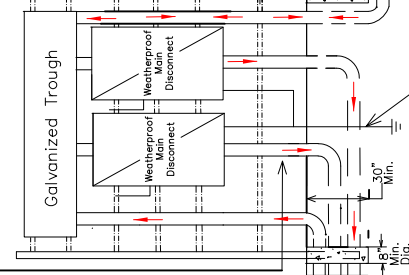 Galvanized Trough
Weatherproof
Main
Disconnect
Weatherproof
Main
Disconnect
30"
Min.
8"
Min.
Dia.